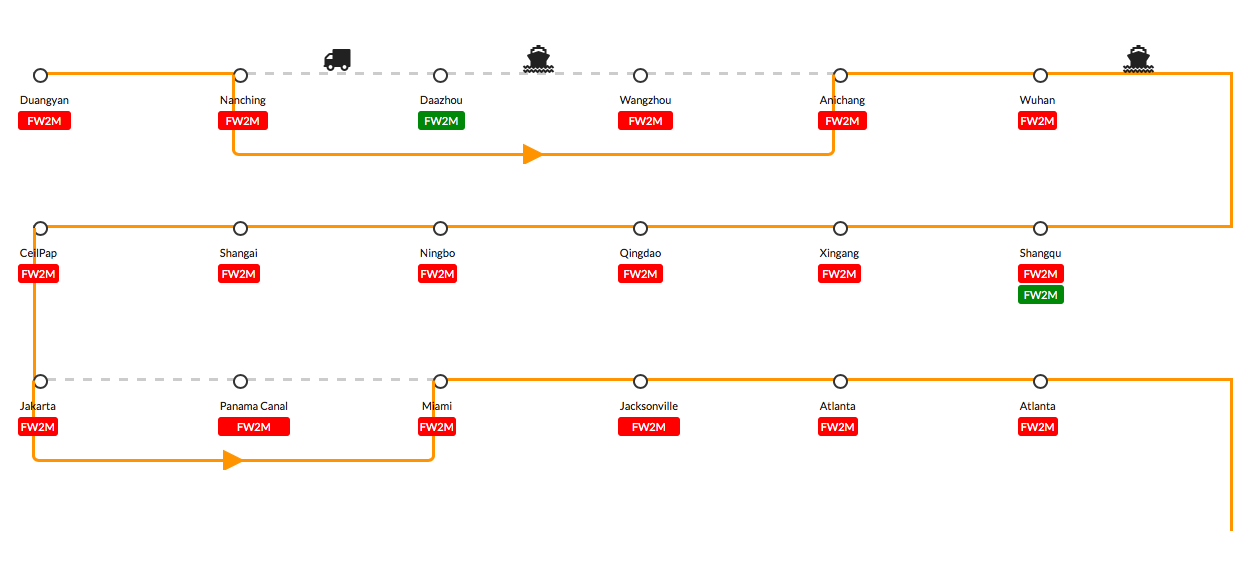 Duangyan Nanching Daazhou Wangzhou Anichang Wuhan
FW2M FW2M FW2M FW2M FW2M FW2M
CellPap Shangai Ningbo Qingdao Xingang Shangqu
FW2M FW2M FW2M FW2M FW2M FW2M
FW2M
Jakarta Panama Canal Miami Jacksonville Atlanta Atlanta
FW2M FW2M FW2M FW2M FW2M FW2M